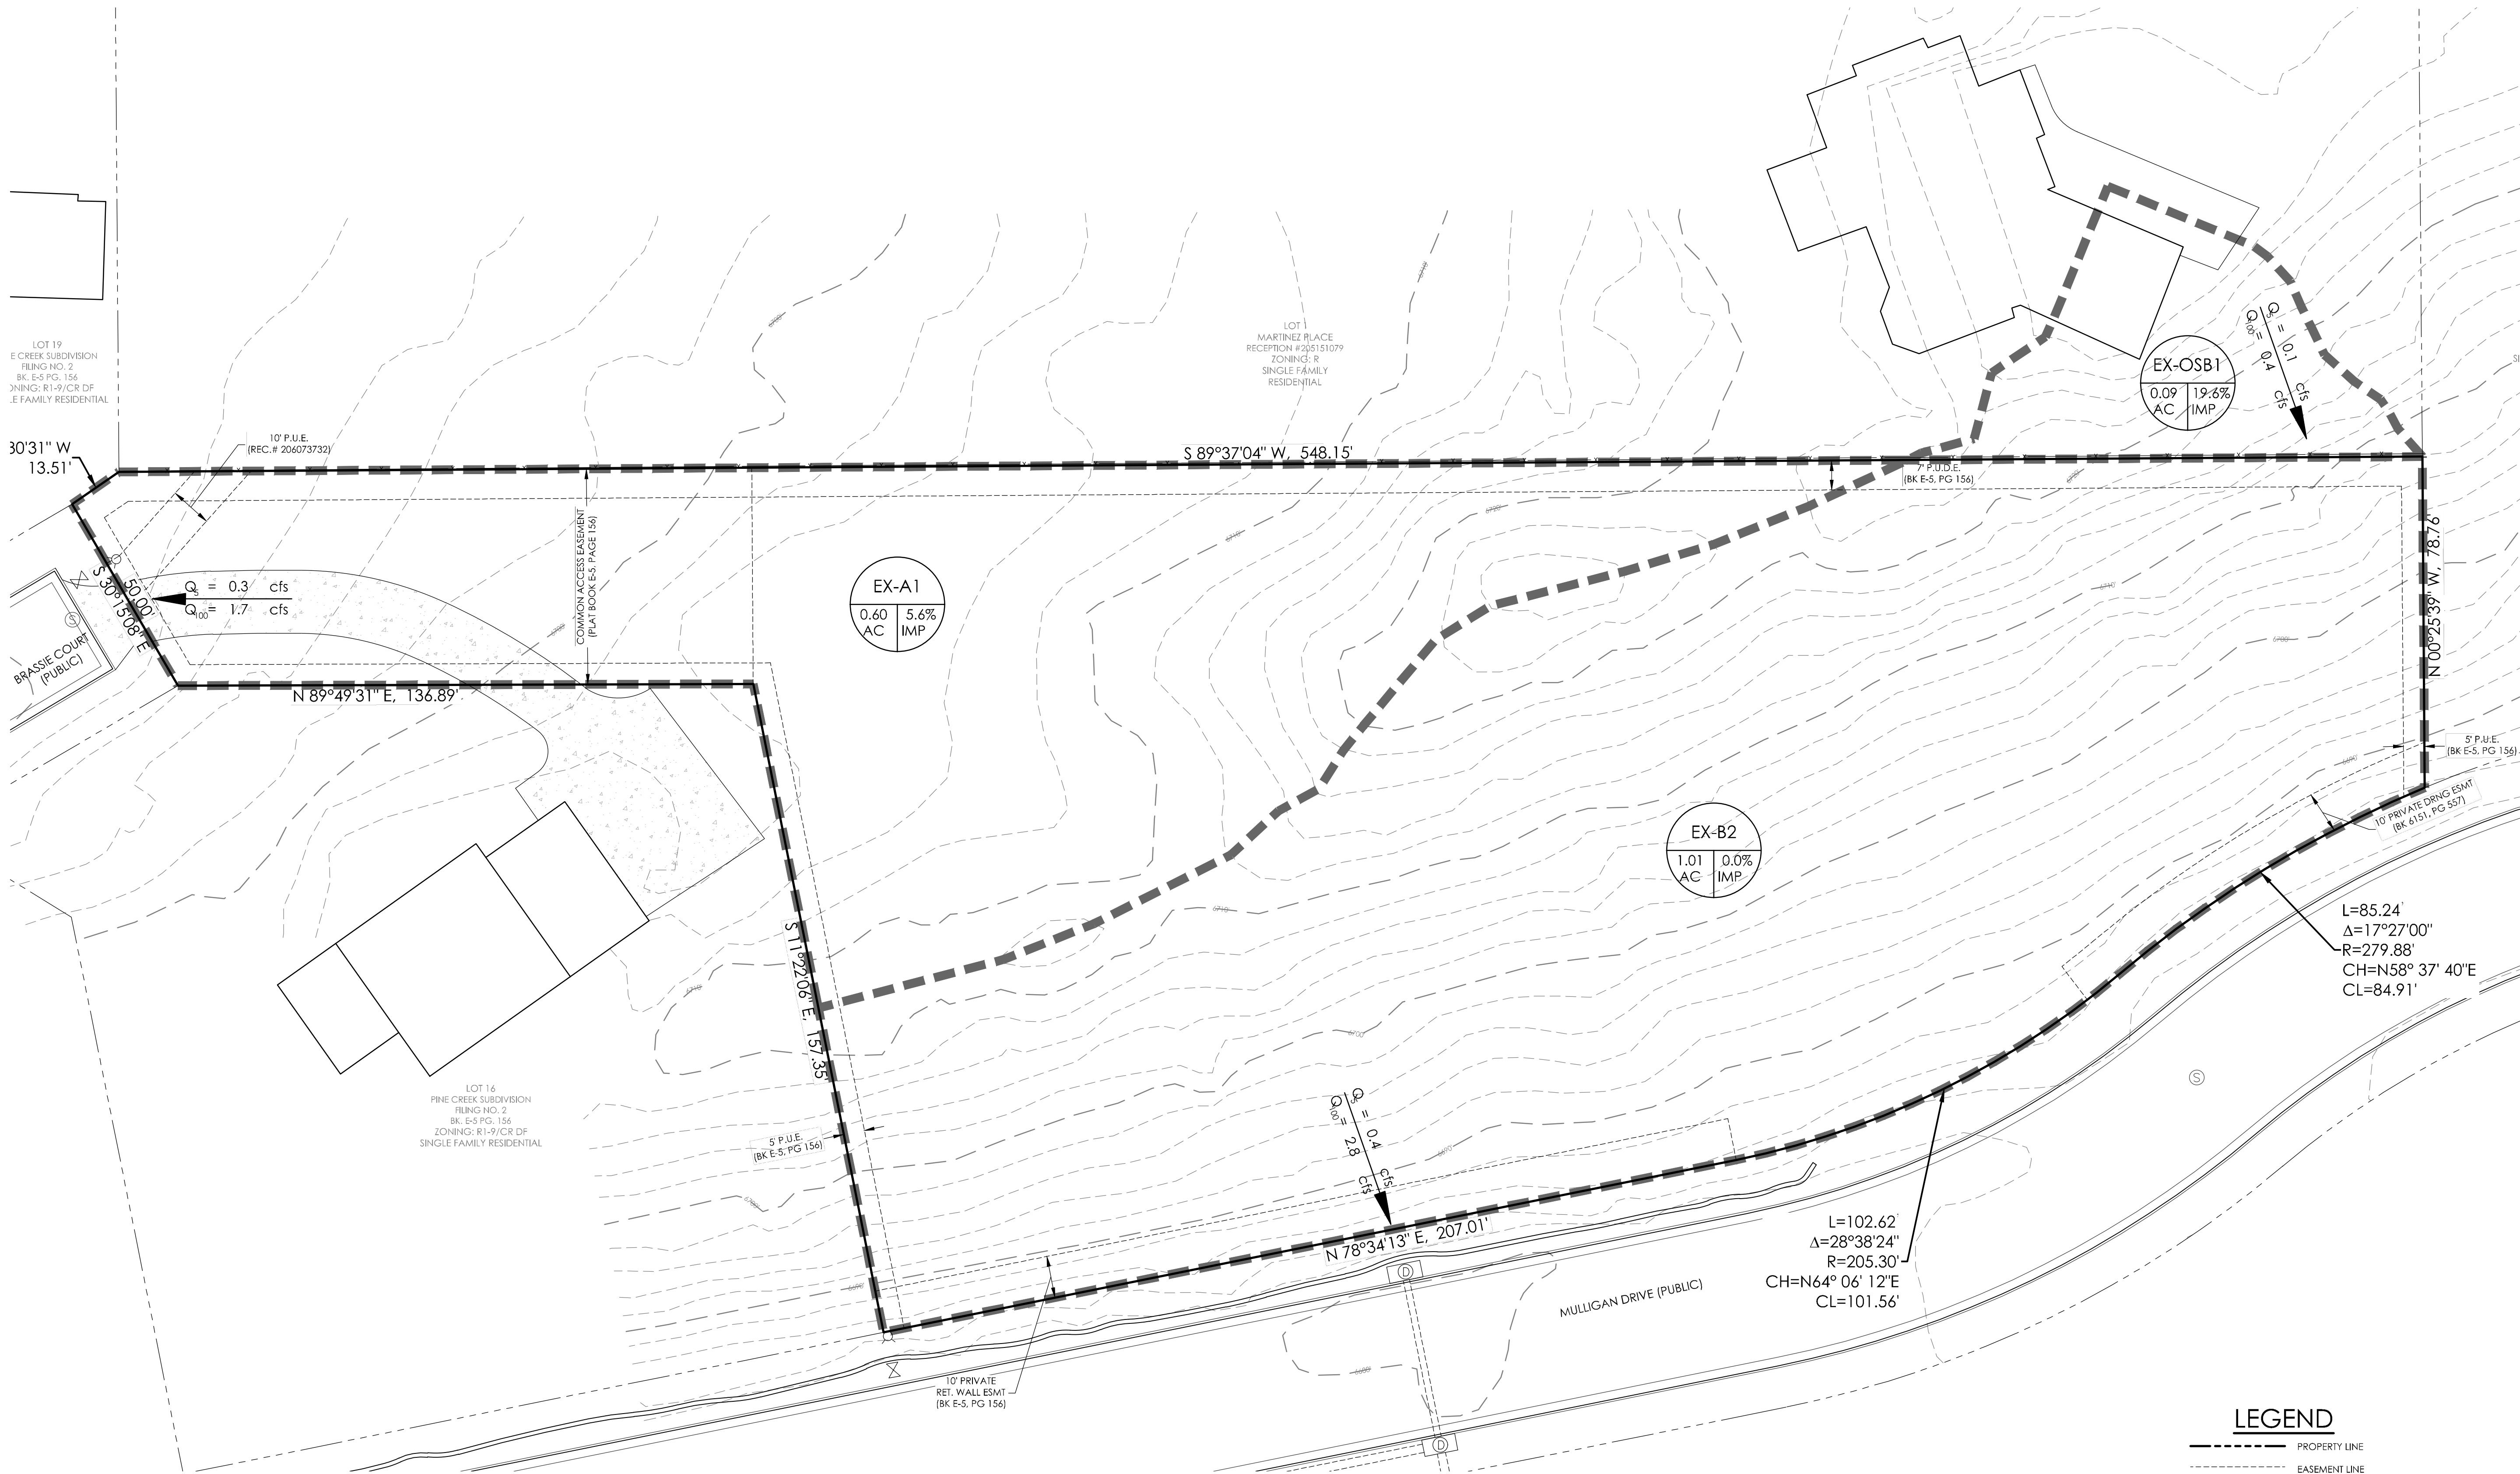 LOT 19
E CREEK SUBDIVISION
FILING NO. 2
BK. E-5 PG. 156
ONING: R1-9/CR DF
LE FAMILY RESIDENTIAL
30'31" W
13.51'
10' P.U.E.
(REC.# 206073732)
LOT 1
MARTINEZ PLACE
RECEPTION #205151079
ZONING: R
SINGLE FAMILY
RESIDENTIAL
6710
6710
S 89°37'04" W, 548.15'
EX-OSB1
0.09 19.6%
AC IMP
Q5 = 0.1 cfs
Q100 = 0.4 cfs
7' P.U.D.E.
(BK E-5, PG 156)
COMMON ACCESS EASEMENT
(PLAT BOOK E-5, PAGE 156)
EX-A1
0.60 5.6%
AC IMP
Q5 = 0.3 cfs
Q100 = 1.7 cfs
50.00'
S 30°15'08" E
BRASSIE COURT
(PUBLIC)
S
N 89°49'31" E, 136.89'
N 00°25'39" W, 78.76'
5' P.U.E.
(BK E-5, PG 156)
10' PRIVATE DRNG ESMT
(BK 6151, PG 557)
EX-B2
1.01 0.0%
AC IMP
L=85.24'
Δ=17°27'00"
R=279.88'
CH=N58° 37' 40"E
CL=84.91'
S 11°22'06" E, 157.35'
6710
6700
6690
LOT 16
PINE CREEK SUBDIVISION
FILING NO. 2
BK. E-5 PG. 156
ZONING: R1-9/CR DF
SINGLE FAMILY RESIDENTIAL
5' P.U.E.
(BK E-5, PG 156)
Q5 = 0.4 cfs
Q100 = 2.8 cfs
N 78°34'13" E, 207.01'
S
L=102.62'
Δ=28°38'24"
R=205.30'
CH=N64° 06' 12"E
CL=101.56'
MULLIGAN DRIVE (PUBLIC)
D
D
10' PRIVATE
RET. WALL ESMT
(BK E-5, PG 156)
LEGEND
PROPERTY LINE
EASEMENT LINE